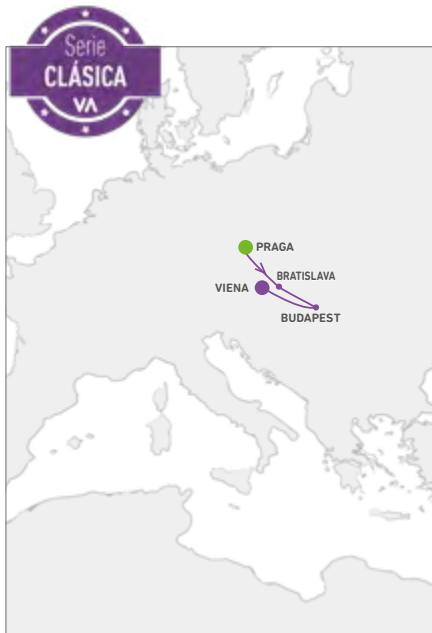 Serie
CLÁSICA
VA
PRAGA
BRATISLAVA
VIENA
BUDAPEST